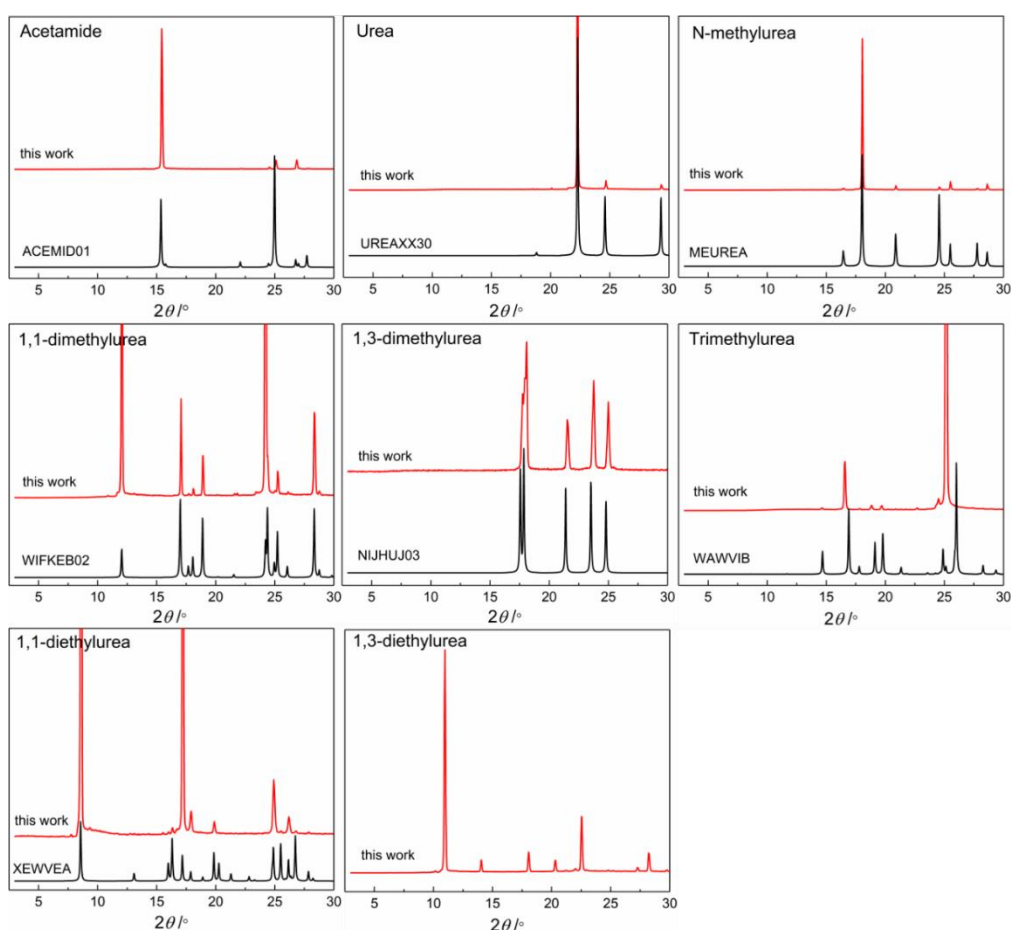 Acetamide
this work
ACEMID01
5 10 15 20 25 30
2θ/°
Urea
this work
UREAXX30
5 10 15 20 25 30
2θ/°
N-methylurea
this work
MEUREA
5 10 15 20 25 30
2θ/°
1,1-dimethylurea
this work
WIFKEB02
5 10 15 20 25 30
2θ/°
1,3-dimethylurea
this work
NIJHUJ03
5 10 15 20 25 30
2θ/°
Trimethylurea
this work
WAWVIB
5 10 15 20 25 30
2θ/°
1,1-diethylurea
this work
XEWVEA
5 10 15 20 25 30
2θ/°
1,3-diethylurea
this work
5 10 15 20 25 30
2θ/°